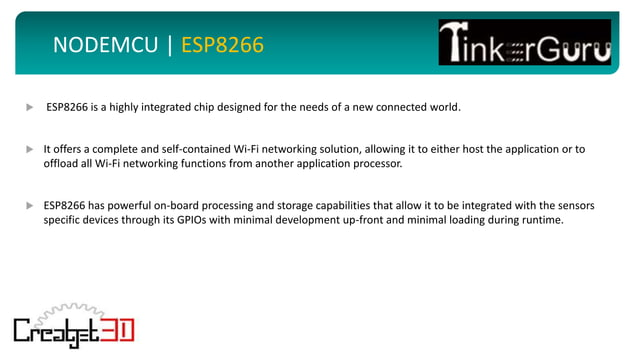 NODEMCU | ESP8266
TinkerGuru
ESP8266 is a highly integrated chip designed for the needs of a new connected world.
It offers a complete and self-contained Wi-Fi networking solution, allowing it to either host the application or to
offload all Wi-Fi networking functions from another application processor.
ESP8266 has powerful on-board processing and storage capabilities that allow it to be integrated with the sensors
specific devices through its GPIOs with minimal development up-front and minimal loading during runtime.
Creatjet3D